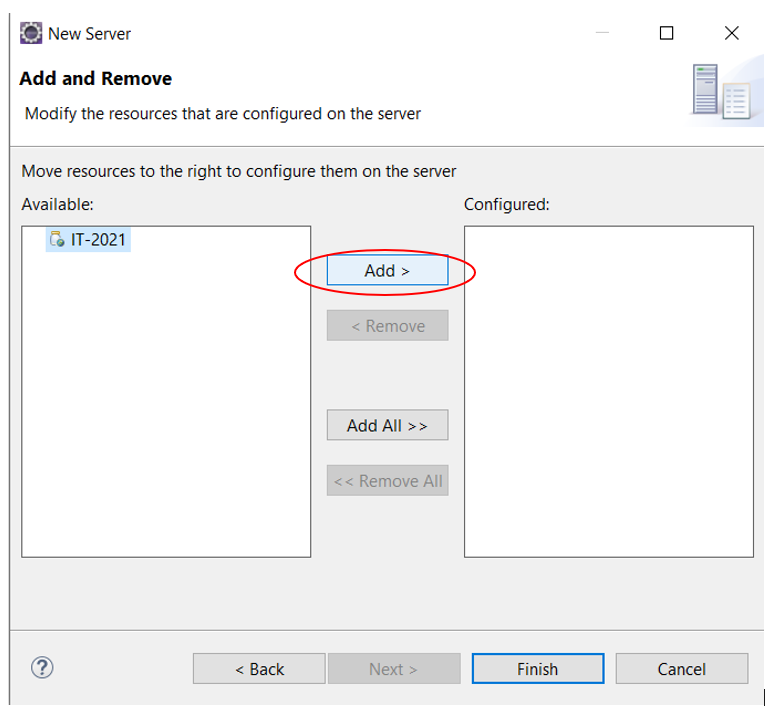 New Server
Add and Remove
Modify the resources that are configured on the server
Move resources to the right to configure them on the server
Available:
Configured:
IT-2021
Add >
< Remove
Add All >>
<< Remove All
< Back
Next >
Finish
Cancel